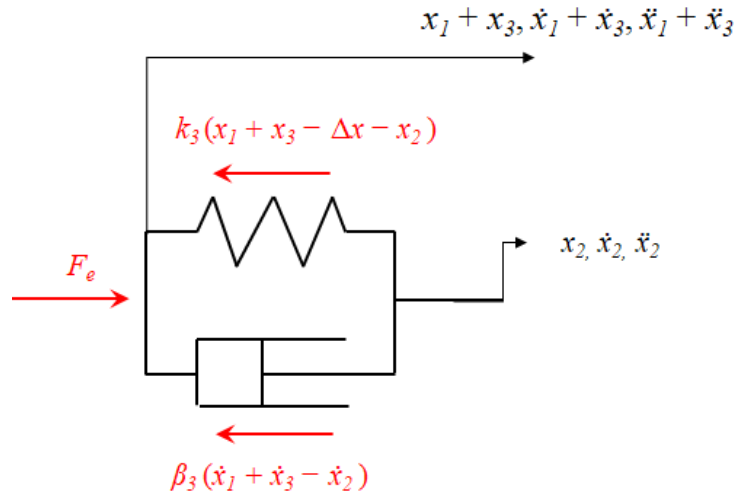 x₁ + x₃, ẋ₁ + ẋ₃, ẍ₁ + ẍ₃
k₃(x₁ + x₃ − Δx − x₂)
x₂, ẋ₂, ẍ₂
Fₑ
β₃(ẋ₁ + ẋ₃ − ẋ₂)